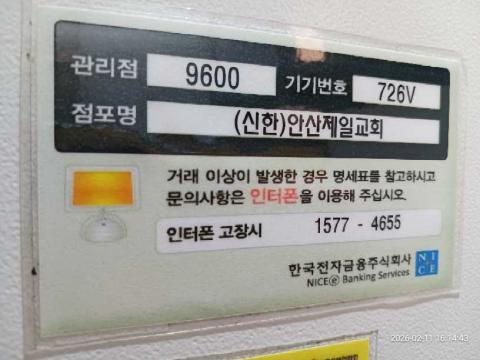 관리점 9600 기기번호 726V
점포명 (신한)안산제일교회
거래 이상이 발생한 경우 명세표를 참고하시고
문의사항은 인터폰을 이용해 주십시오.
인터폰 고장시 1577 - 4655
한국전자금융주식회사
NICEⓔ Banking Services
NICE
2026-02-11 16:14:43